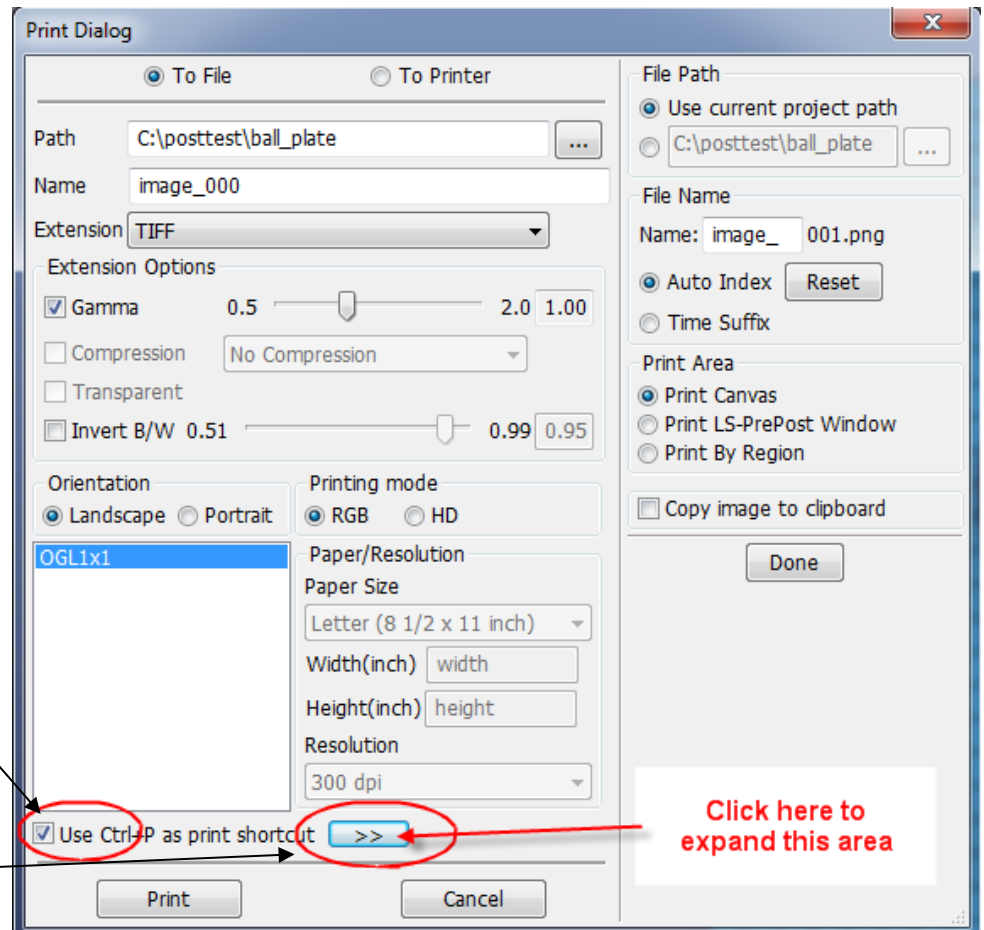 Print Dialog
To File To Printer
Path C:\posttest\ball_plate ...
Name image_000
Extension TIFF
Extension Options
Gamma 0.5 2.0 1.00
Compression No Compression
Transparent
Invert B/W 0.51 0.99 0.95
Orientation
Landscape Portrait
Printing mode
RGB HD
OGL1x1
Paper/Resolution
Paper Size
Letter (8 1/2 x 11 inch)
Width(inch) width
Height(inch) height
Resolution
300 dpi
Use Ctrl+P as print shortcut >>
Print Cancel
File Path
Use current project path
C:\posttest\ball_plate ...
File Name
Name: image_ 001.png
Auto Index Reset
Time Suffix
Print Area
Print Canvas
Print LS-PrePost Window
Print By Region
Copy image to clipboard
Done
Click here to
expand this area